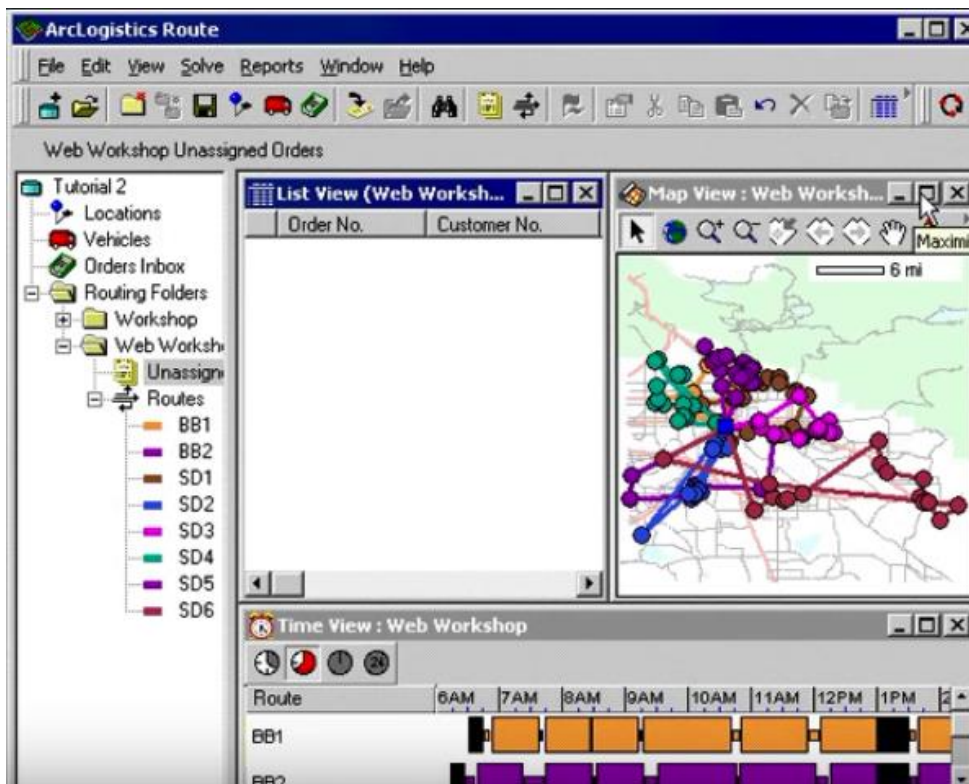 ArcLogistics Route
File Edit View Solve Reports Window Help
Web Workshop Unassigned Orders
Tutorial 2
Locations
Vehicles
Orders Inbox
Routing Folders
Workshop
Web Worksh
Unassign
Routes
BB1
BB2
SD1
SD2
SD3
SD4
SD5
SD6
List View (Web Worksh...
Order No. Customer No.
Map View : Web Worksh...
Maximi
6 mi
Time View : Web Workshop
24
Route 6AM 7AM 8AM 9AM 10AM 11AM 12PM 1PM 2
BB1
BB2